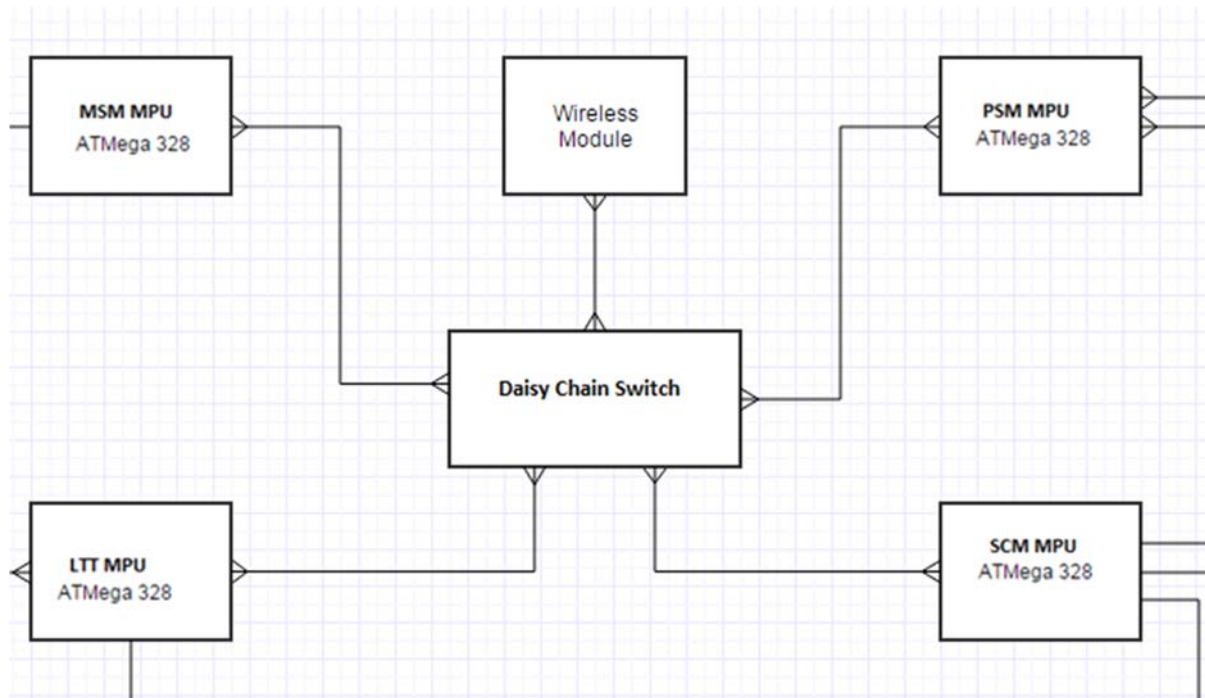 MSM MPU
ATMega 328
Wireless
Module
PSM MPU
ATMega 328
Daisy Chain Switch
LTT MPU
ATMega 328
SCM MPU
ATMega 328